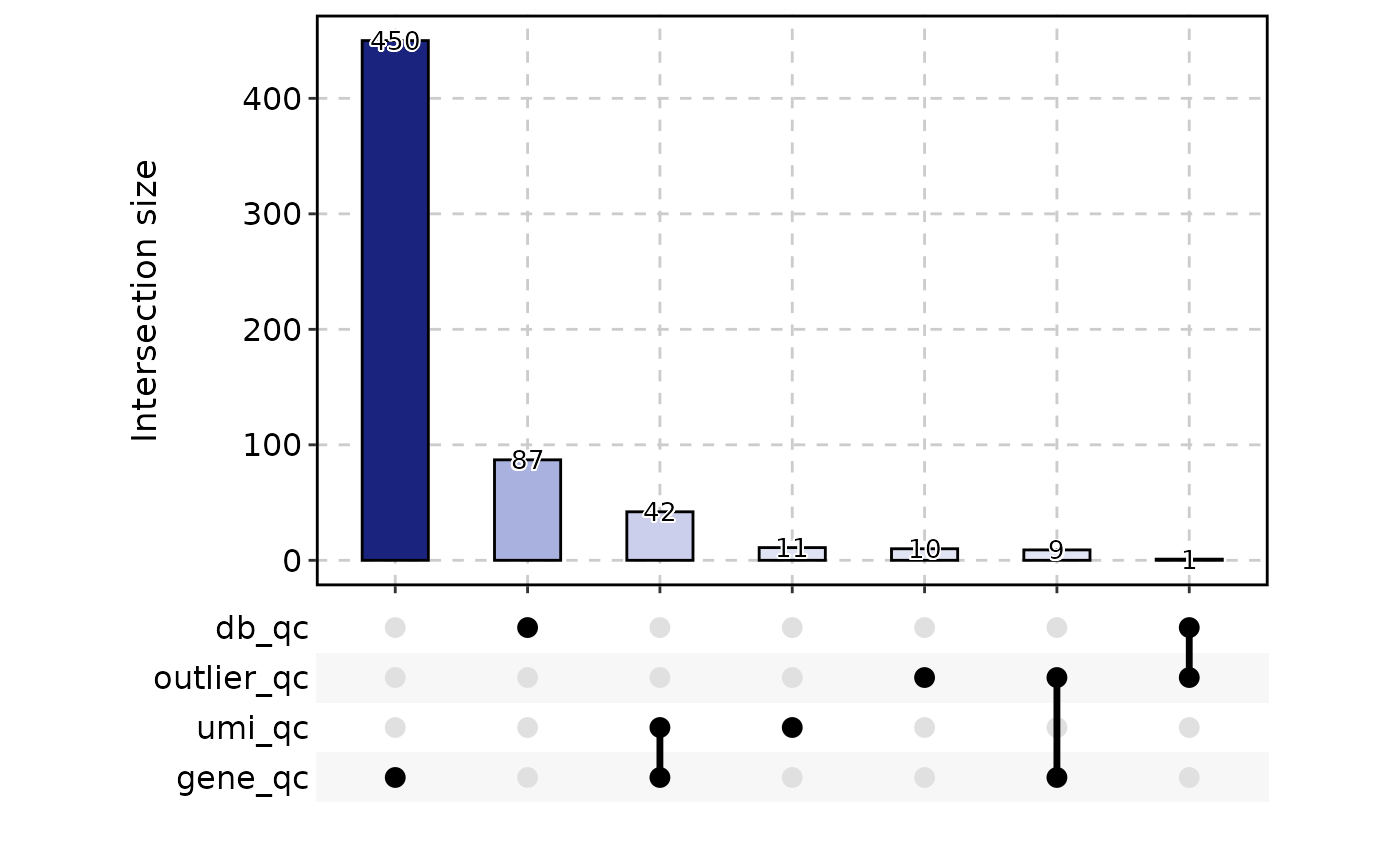 Intersection size
400
300
200
100
0
450
87
42
11
10
9
1
db_qc
outlier_qc
umi_qc
gene_qc